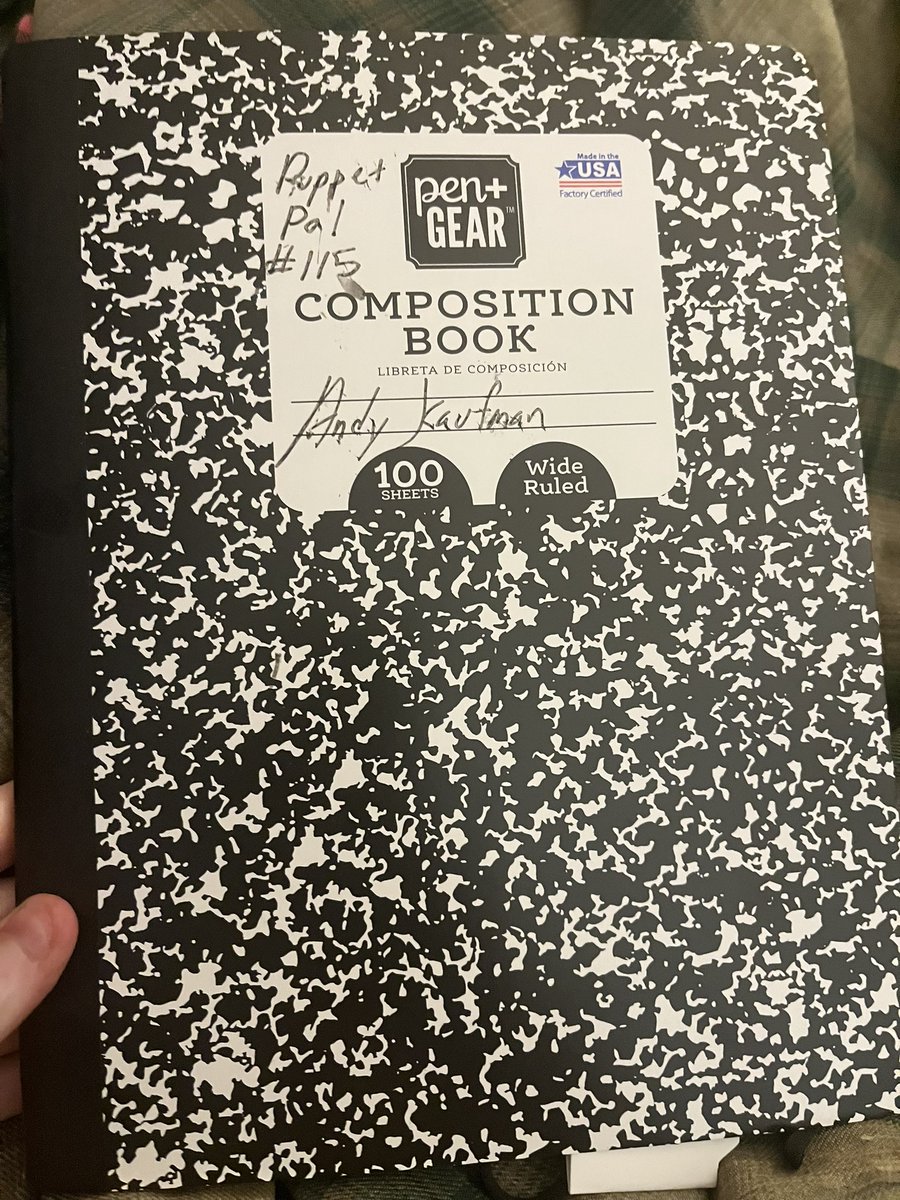 Puppet
Pal
#115
pen+
GEAR™
Made in the
USA
Factory Certified
COMPOSITION
BOOK
LIBRETA DE COMPOSICIÓN
Andy Kaufman
100
SHEETS
Wide
Ruled